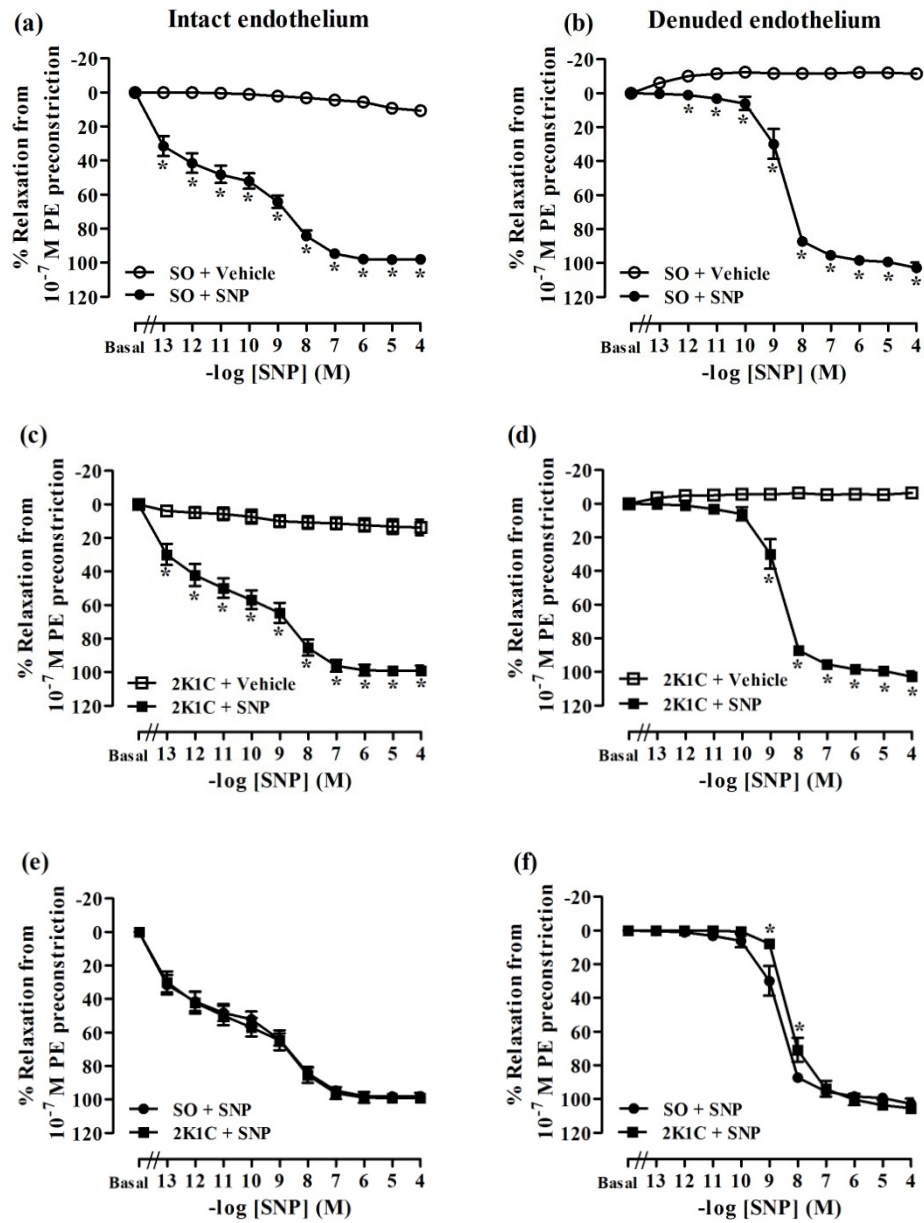 (a) Intact endothelium
% Relaxation from
10⁻⁷ M PE preconstriction
-20
0
20
40
60
80
100
120
* * * * * * * * * *
SO + Vehicle
SO + SNP
Basal 13 12 11 10 9 8 7 6 5 4
-log [SNP] (M)
(b) Denuded endothelium
% Relaxation from
10⁻⁷ M PE preconstriction
-20
0
20
40
60
80
100
120
* * * * * * * * *
SO + Vehicle
SO + SNP
Basal 13 12 11 10 9 8 7 6 5 4
-log [SNP] (M)
(c)
% Relaxation from
10⁻⁷ M PE preconstriction
-20
0
20
40
60
80
100
120
* * * * * * * * * *
2K1C + Vehicle
2K1C + SNP
Basal 13 12 11 10 9 8 7 6 5 4
-log [SNP] (M)
(d)
% Relaxation from
10⁻⁷ M PE preconstriction
-20
0
20
40
60
80
100
120
* * * * * *
2K1C + Vehicle
2K1C + SNP
Basal 13 12 11 10 9 8 7 6 5 4
-log [SNP] (M)
(e)
% Relaxation from
10⁻⁷ M PE preconstriction
-20
0
20
40
60
80
100
120
SO + SNP
2K1C + SNP
Basal 13 12 11 10 9 8 7 6 5 4
-log [SNP] (M)
(f)
% Relaxation from
10⁻⁷ M PE preconstriction
-20
0
20
40
60
80
100
120
* *
SO + SNP
2K1C + SNP
Basal 13 12 11 10 9 8 7 6 5 4
-log [SNP] (M)